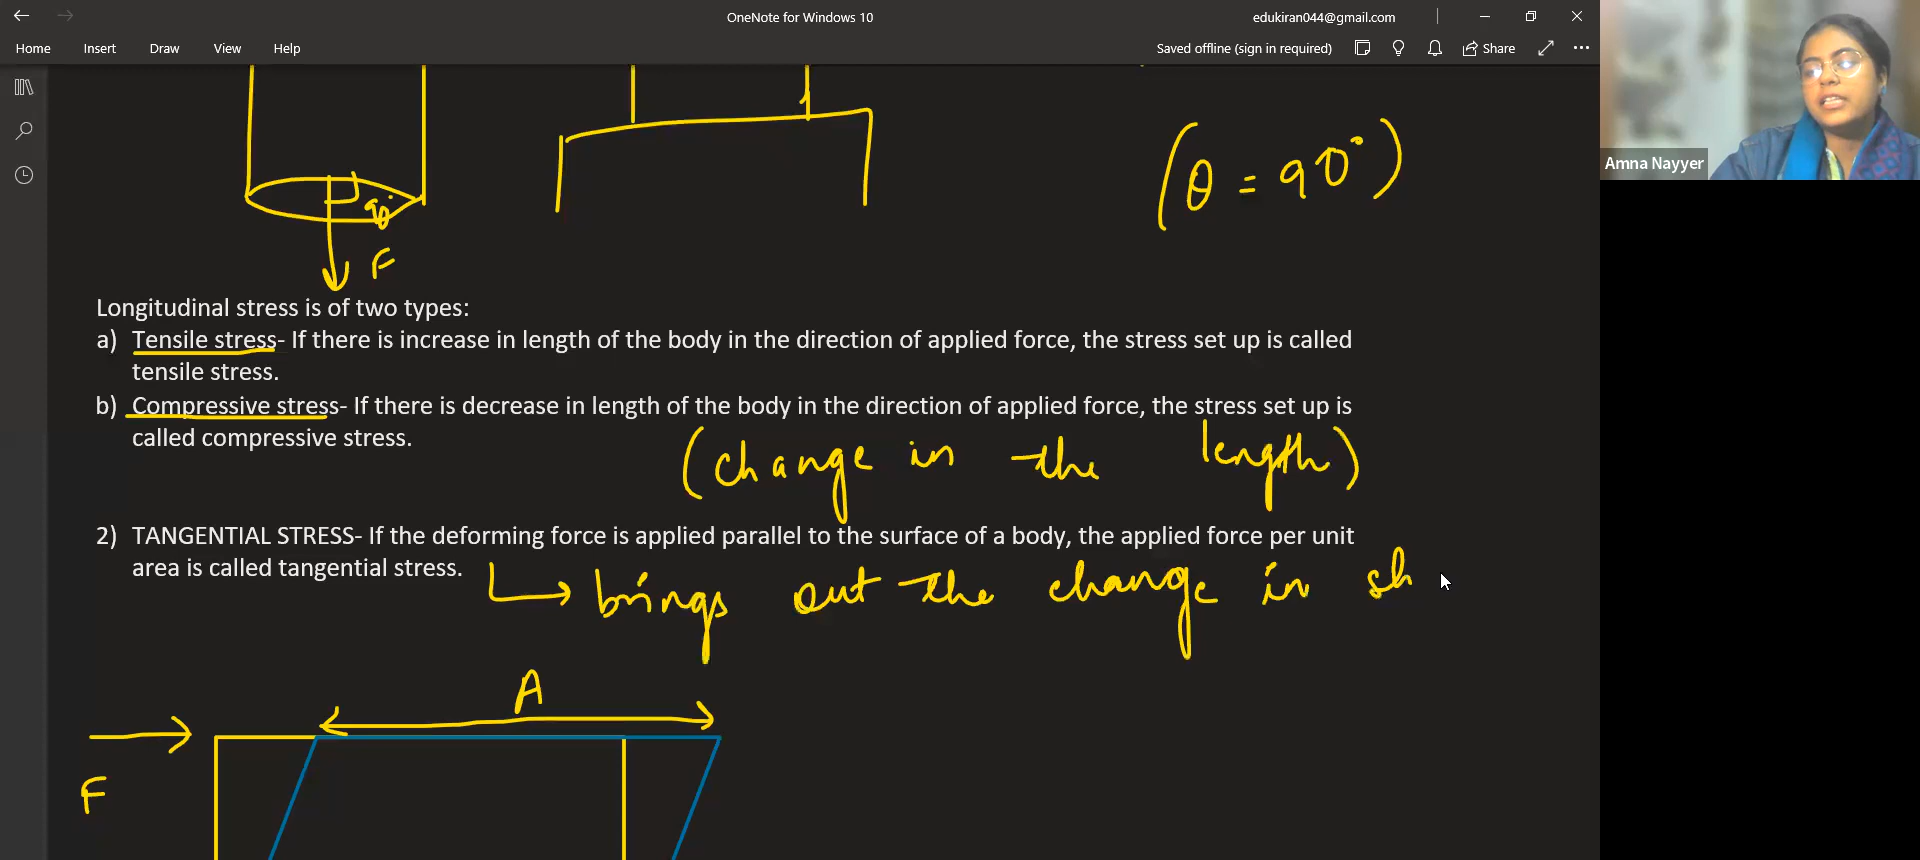 OneNote for Windows 10
edukiran044@gmail.com
Home Insert Draw View Help
Saved offline (sign in required) Share
Amna Nayyer
90°
F
(θ = 90°)
Longitudinal stress is of two types:
a) Tensile stress- If there is increase in length of the body in the direction of applied force, the stress set up is called
tensile stress.
b) Compressive stress- If there is decrease in length of the body in the direction of applied force, the stress set up is
called compressive stress.
(change in the length)
2) TANGENTIAL STRESS- If the deforming force is applied parallel to the surface of a body, the applied force per unit
area is called tangential stress.
brings out the change in sh
A
F